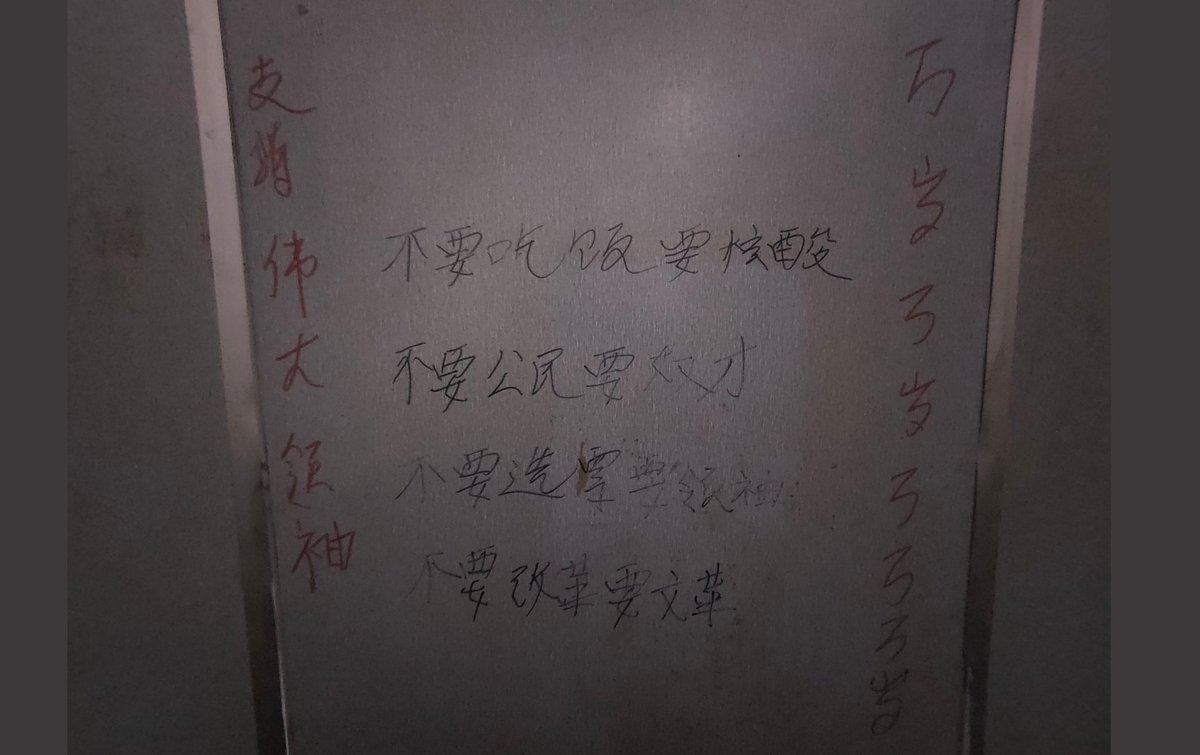 支伟大领袖
不要吃饭要核酸
不要公民要奴才
不要选票要领袖
不要改革要文革
万岁万岁万万万岁